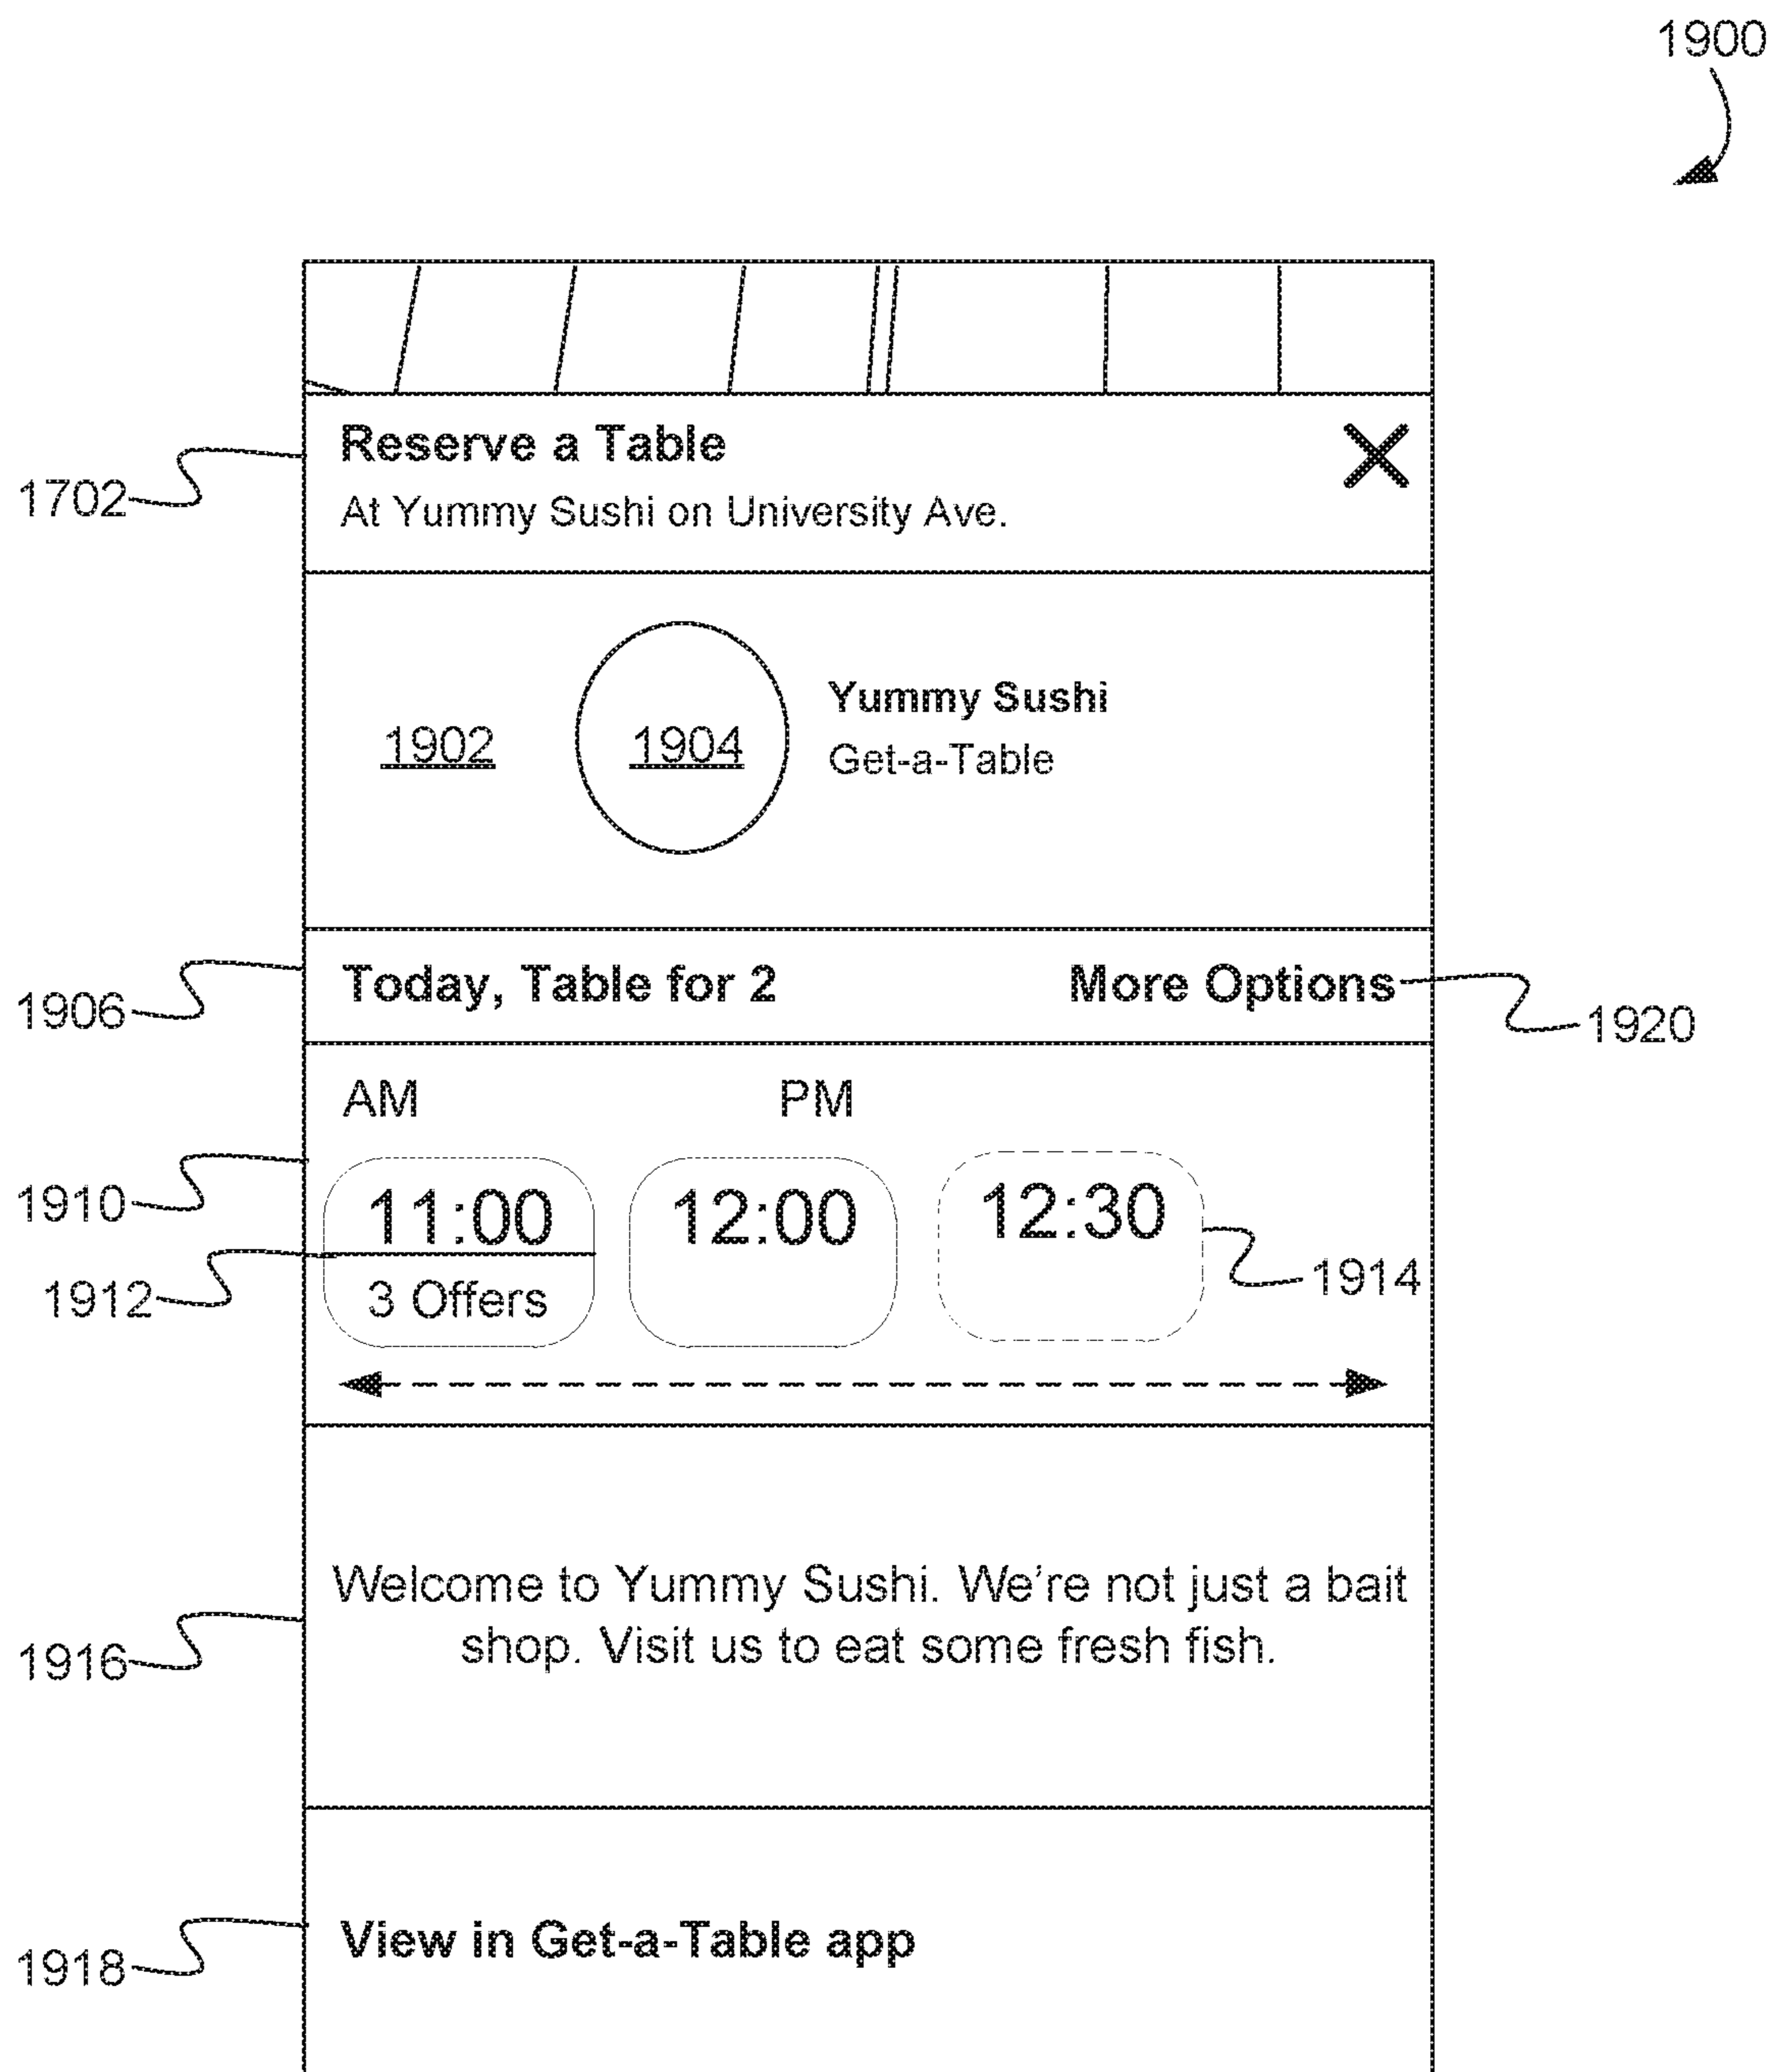 1900
Reserve a Table
1702
At Yummy Sushi on University Ave.
Yummy Sushi
1902
1904
Get-a-Table
Today, Table for 2
More Options
1906
1920
AM
PM
1910
11:00
12:00
12:30
1912
3 Offers
1914
Welcome to Yummy Sushi. We're not just a bait
shop. Visit us to eat some fresh fish.
1916
View in Get-a-Table app
1918